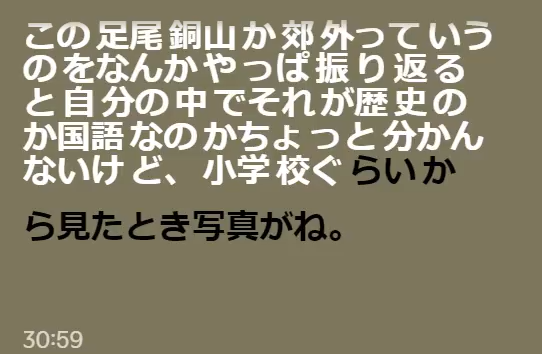 この足尾銅山か郊外っていう
のをなんかやっぱ振り返る
と自分の中でそれが歴史の
か国語なのかちょっと分かん
ないけど、小学校ぐらいか
ら見たとき写真がね。
30:59